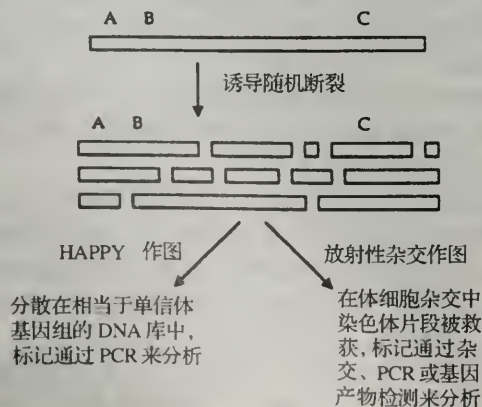 A B C
诱导随机断裂
A B C
HAPPY 作图
放射性杂交作图
分散在相当于单信体
基因组的 DNA 库中，
标记通过 PCR 来分析
在体细胞杂交中
染色体片段被救
获，标记通过杂
交、PCR 或基因
产物检测来分析